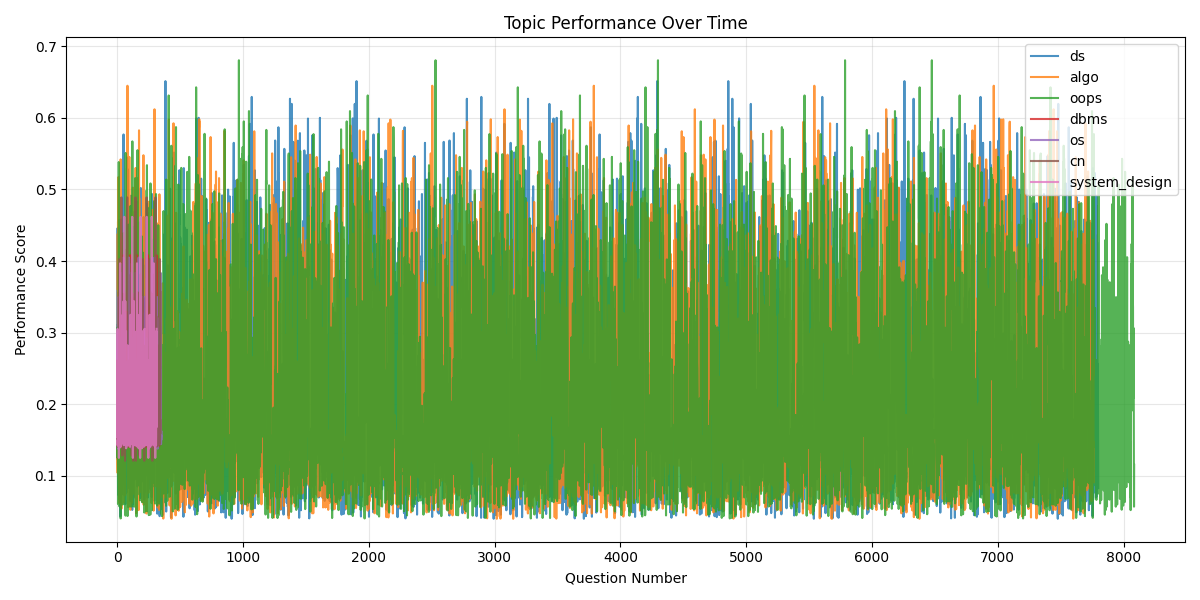 Topic Performance Over Time
Performance Score
0.7
0.6
0.5
0.4
0.3
0.2
0.1
ds
algo
oops
dbms
os
cn
system_design
0 1000 2000 3000 4000 5000 6000 7000 8000
Question Number